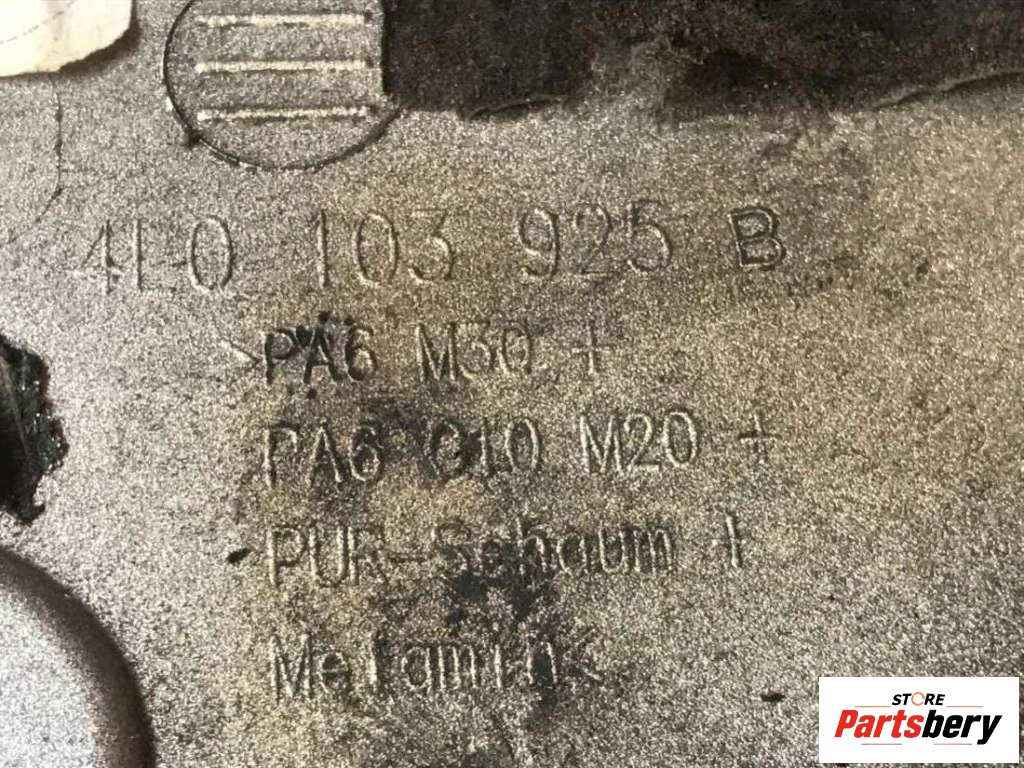 4L0 103 925 B
>PA6 M30 +
PA6 G10 M20 +
PUR-Schaum +
Melamin<
STORE
Partsbery